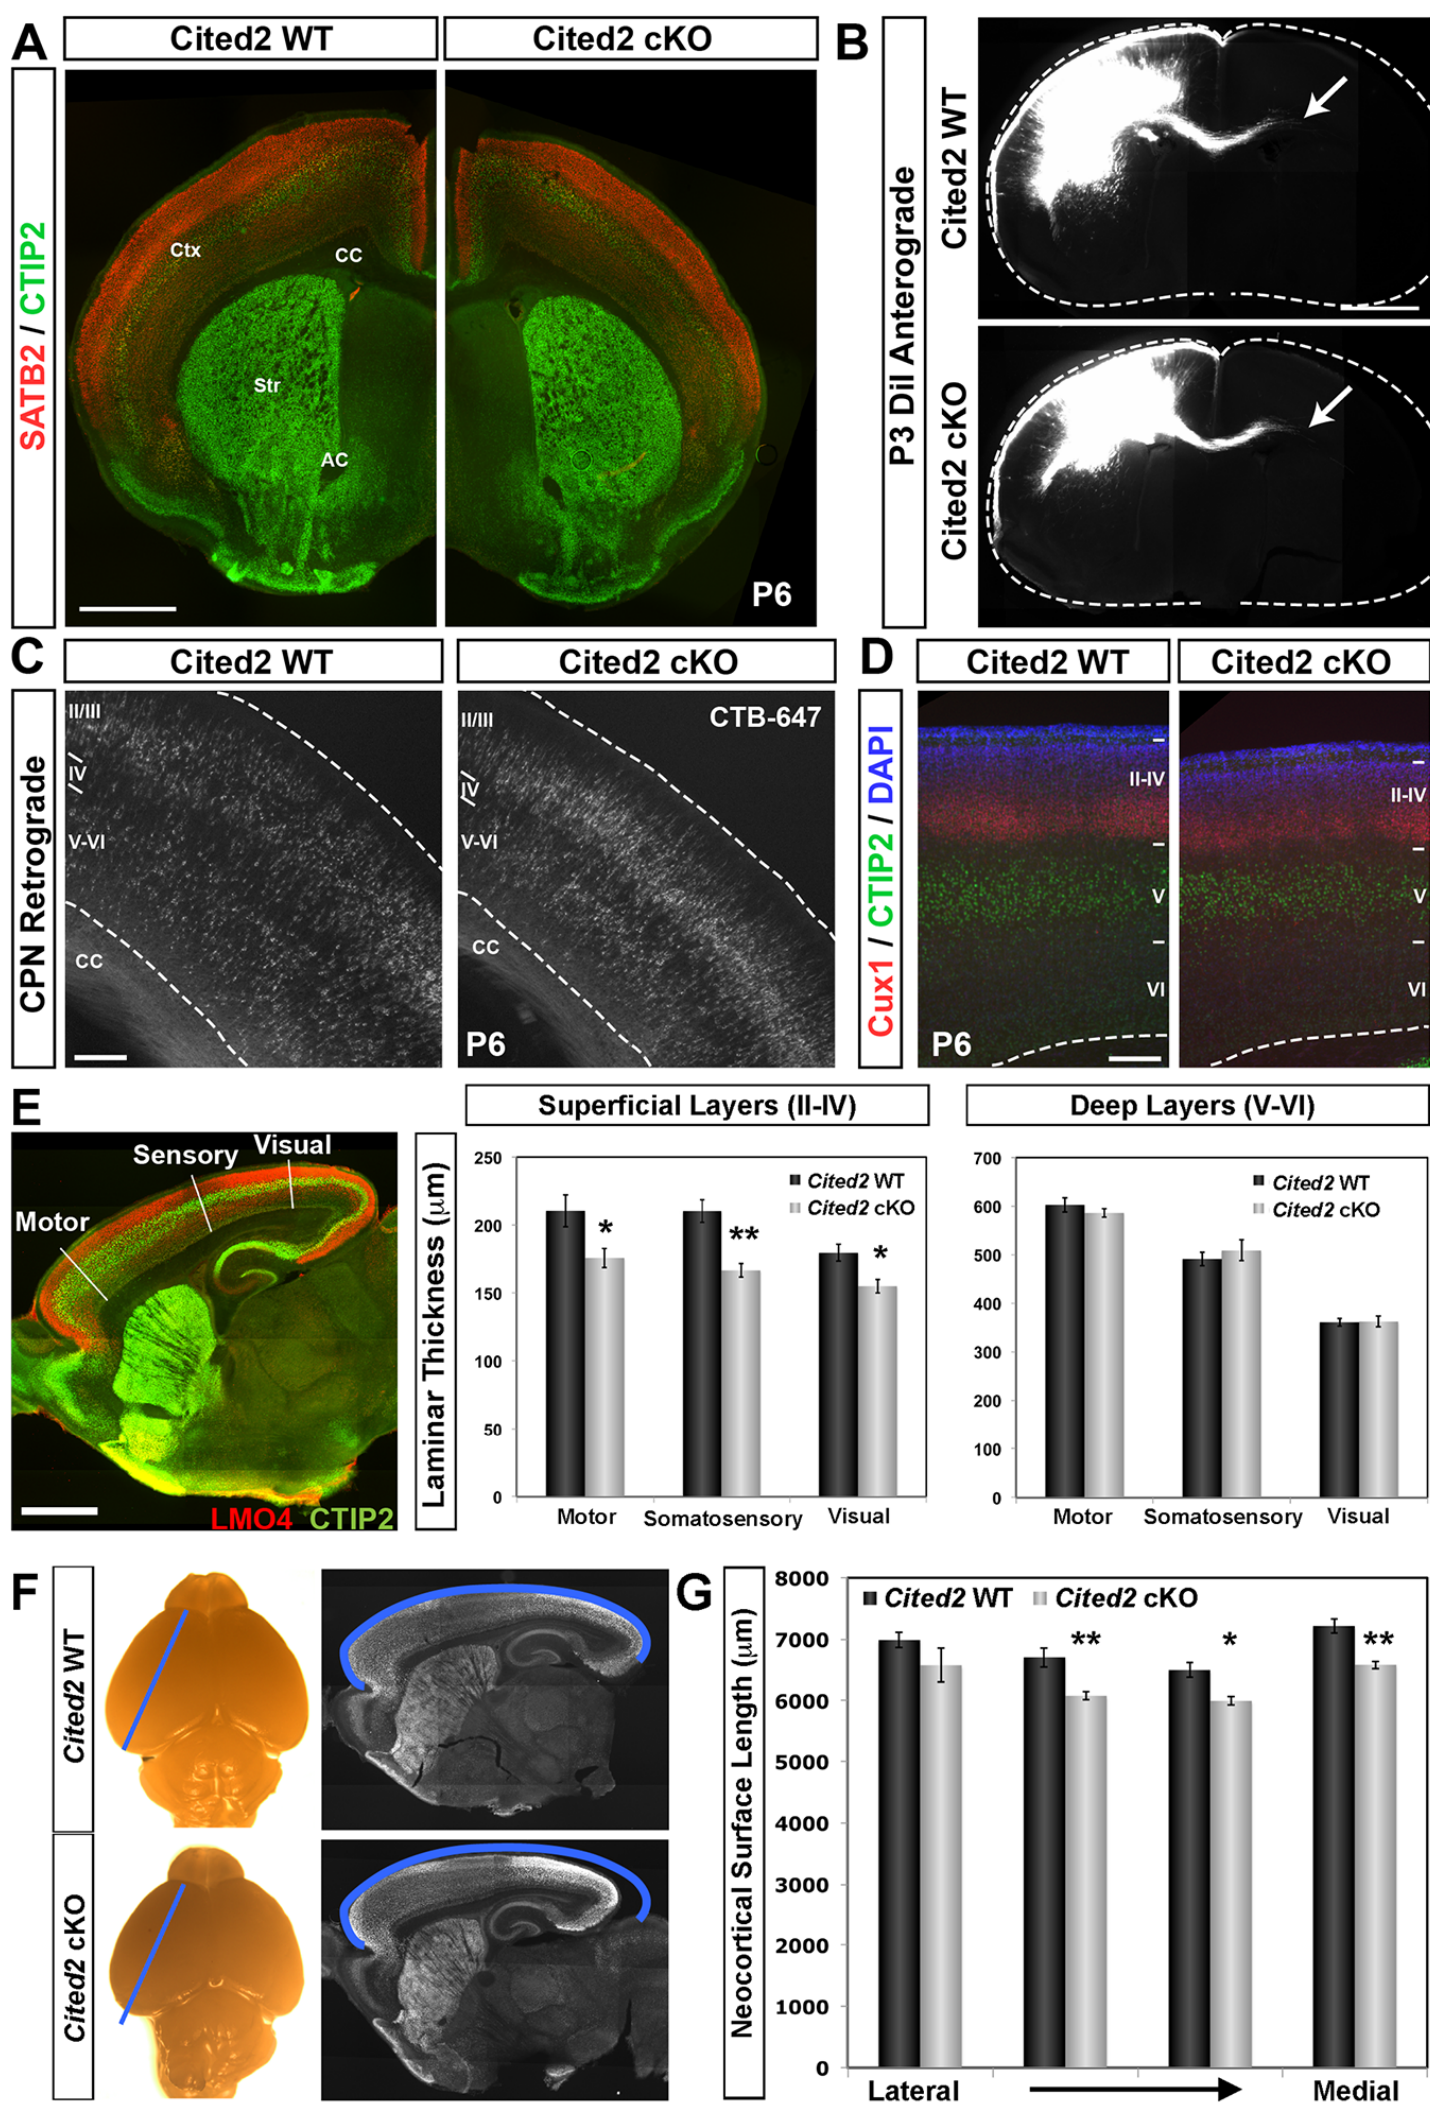 A
Cited2 WT
Cited2 cKO
SATB2 / CTIP2
Ctx
CC
Str
AC
P6
B
P3 DiI Anterograde
Cited2 WT
Cited2 cKO
C
Cited2 WT
Cited2 cKO
CPN Retrograde
II/III
IV
V-VI
CC
II/III
IV
V-VI
CC
CTB-647
P6
D
Cited2 WT
Cited2 cKO
Cux1 / CTIP2 / DAPI
II-IV
V
VI
P6
II-IV
V
VI
E
Motor
Sensory
Visual
LMO4 CTIP2
Superficial Layers (II-IV)
Laminar Thickness (μm)
250
200
150
100
50
0
Cited2 WT
Cited2 cKO
*
**
*
Motor
Somatosensory
Visual
Deep Layers (V-VI)
700
600
500
400
300
200
100
0
Cited2 WT
Cited2 cKO
Motor
Somatosensory
Visual
F
Cited2 WT
Cited2 cKO
G
Neocortical Surface Length (μm)
8000
7000
6000
5000
4000
3000
2000
1000
0
Cited2 WT
Cited2 cKO
**
*
**
Lateral
Medial